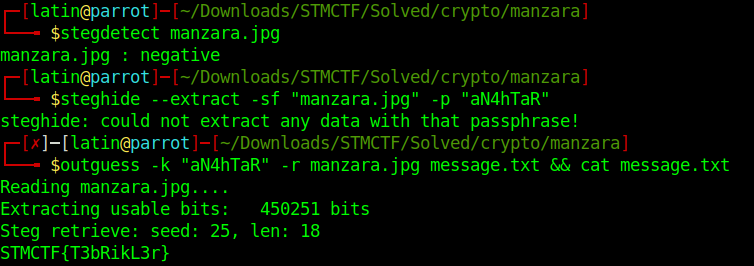 ┌─[latin@parrot]─[~/Downloads/STMCTF/Solved/crypto/manzara]
└──╼ $stegdetect manzara.jpg
manzara.jpg : negative
┌─[latin@parrot]─[~/Downloads/STMCTF/Solved/crypto/manzara]
└──╼ $steghide --extract -sf "manzara.jpg" -p "aN4hTaR"
steghide: could not extract any data with that passphrase!
┌─[✗]─[latin@parrot]─[~/Downloads/STMCTF/Solved/crypto/manzara]
└──╼ $outguess -k "aN4hTaR" -r manzara.jpg message.txt && cat message.txt
Reading manzara.jpg....
Extracting usable bits:   450251 bits
Steg retrieve: seed: 25, len: 18
STMCTF{T3bRikL3r}